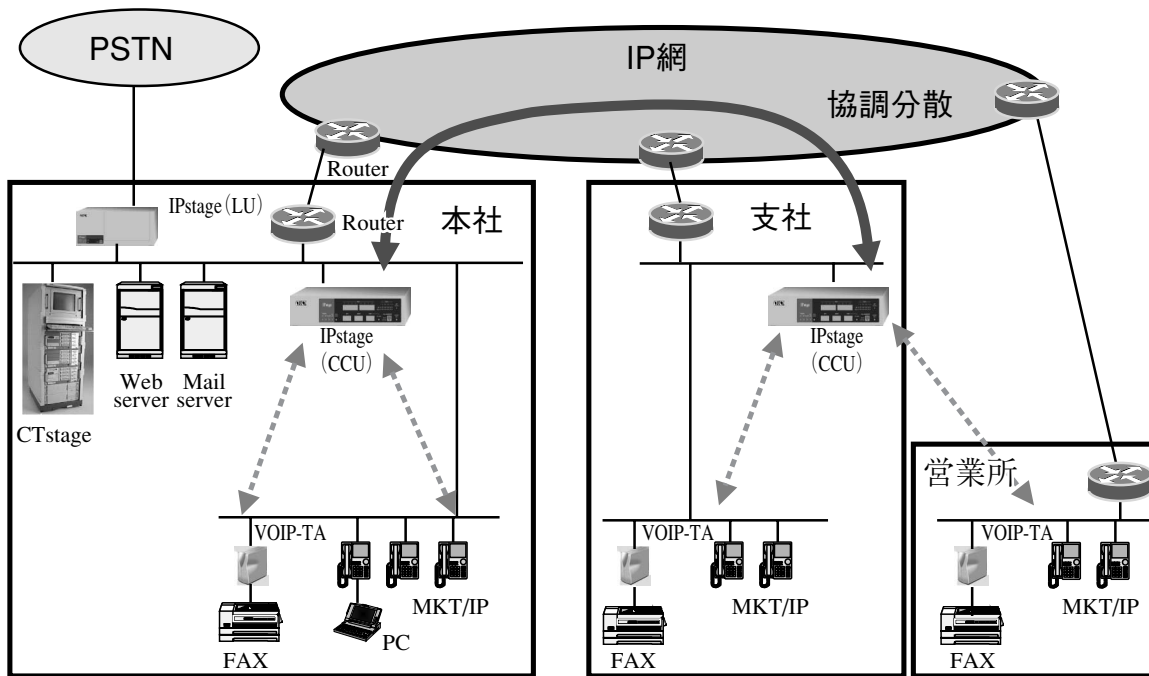 PSTN
IP網
協調分散
Router
IPstage(LU)
Router
本社
支社
IPstage
(CCU)
IPstage
(CCU)
Web
server
Mail
server
CTstage
営業所
VOIP-TA
VOIP-TA
VOIP-TA
MKT/IP
MKT/IP
MKT/IP
PC
FAX
FAX
FAX